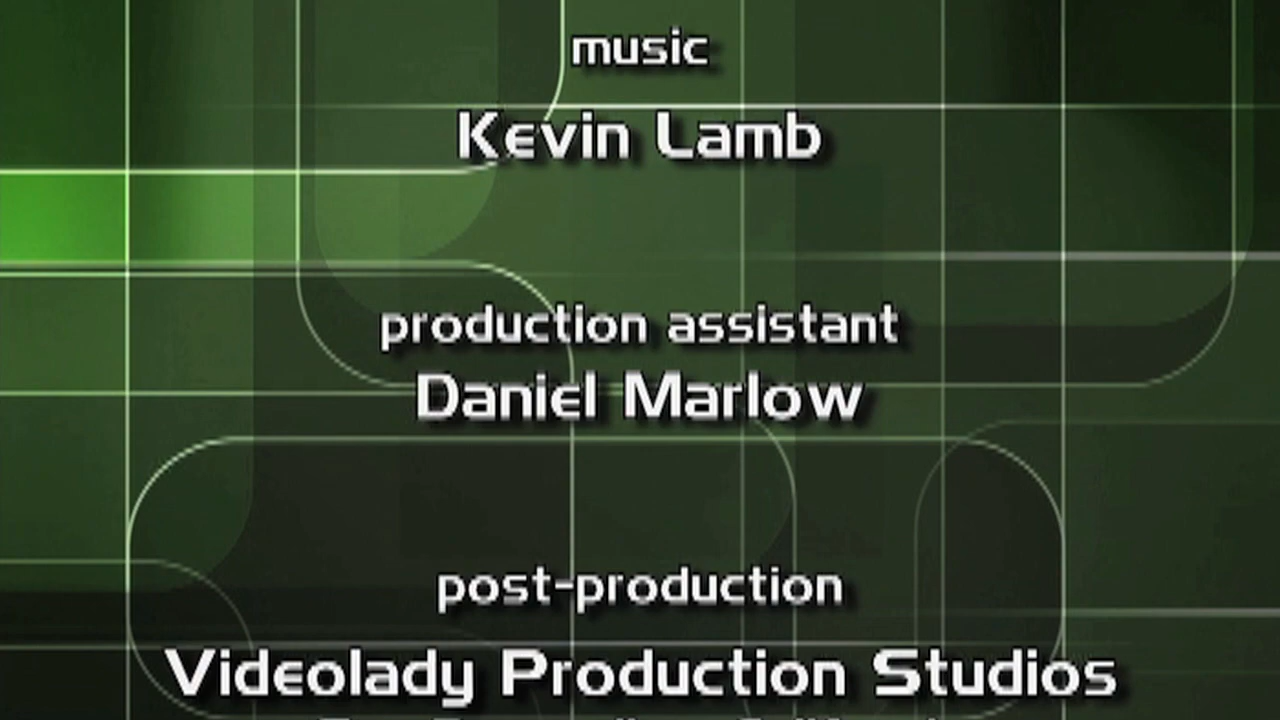 music
Kevin Lamb
production assistant
Daniel Marlow
post-production
Videolady Production Studios